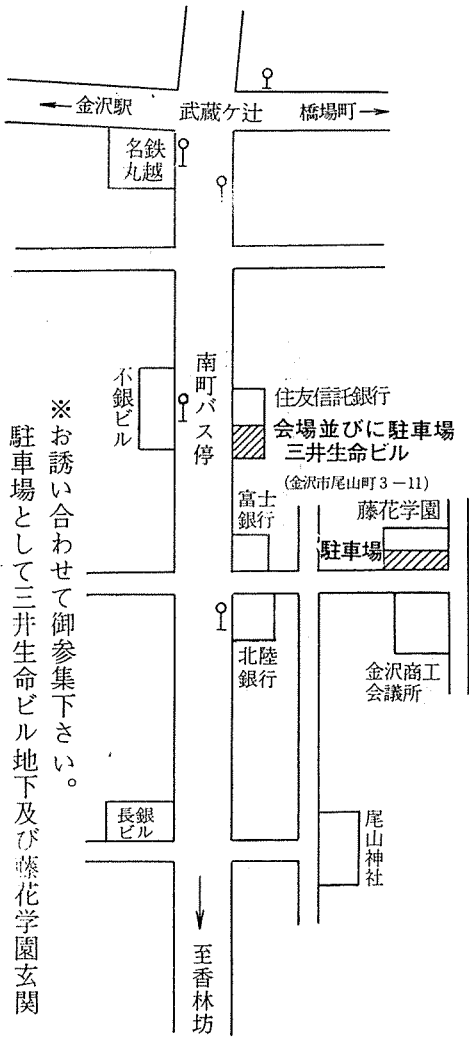 ←金沢駅
武蔵ケ辻
橋場町→
名鉄
丸越
南町バス停
不銀ビル
住友信託銀行
会場並びに駐車場
三井生命ビル
(金沢市尾山町3-11)
富士
銀行
藤花学園
駐車場
北陸
銀行
金沢商工
会議所
長銀
ビル
尾山神社
至香林坊
※お誘い合わせて御参集下さい。
駐車場として三井生命ビル地下及び藤花学園玄関